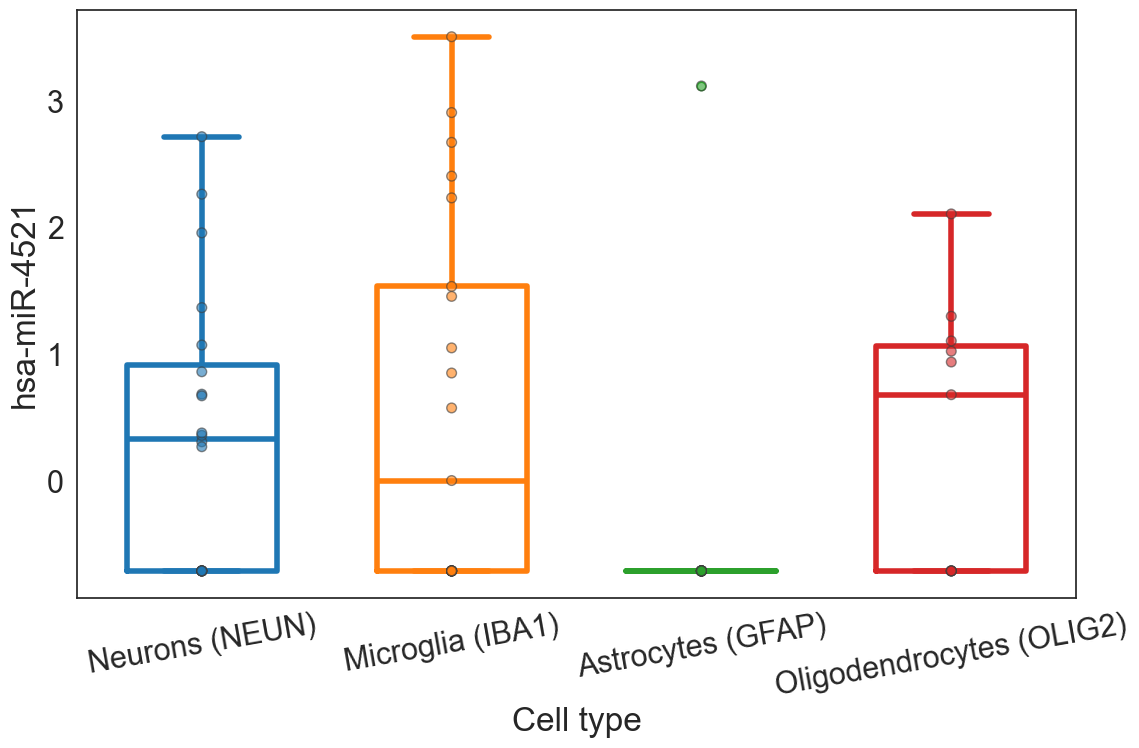 hsa-miR-4521
3
2
1
0
Neurons (NEUN)
Microglia (IBA1)
Astrocytes (GFAP)
Oligodendrocytes (OLIG2)
Cell type